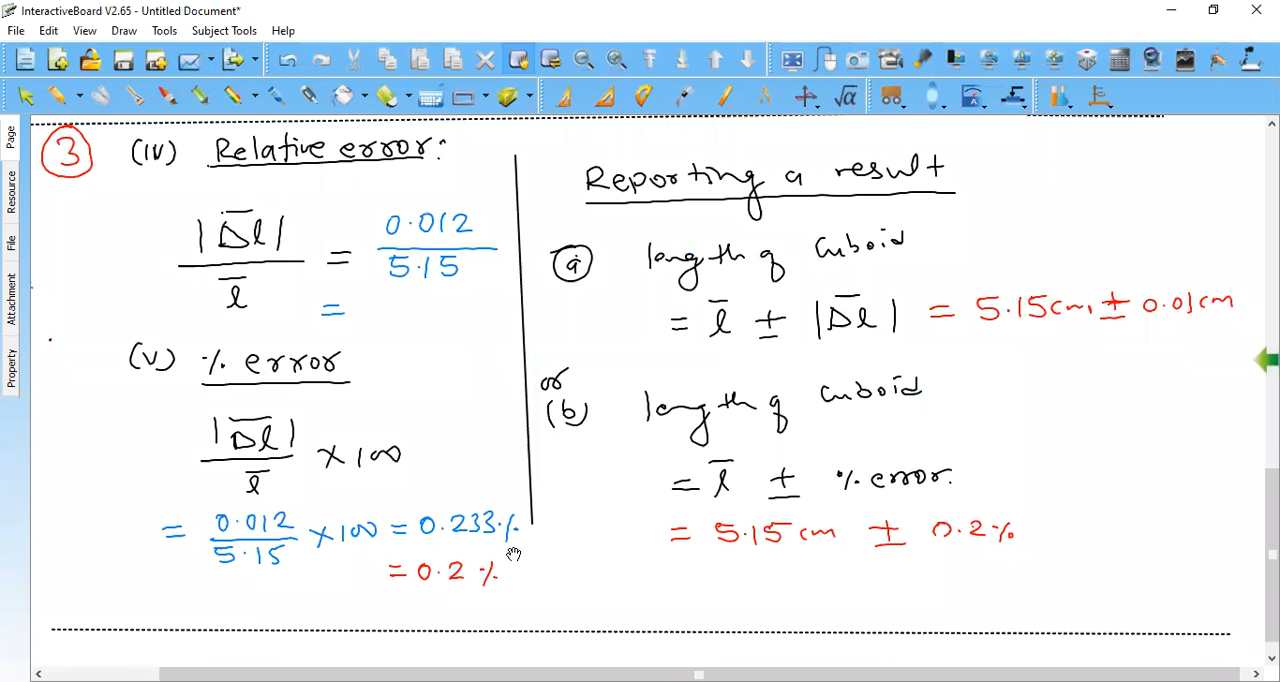 InteractiveBoard V2.65 - Untitled Document*
File Edit View Draw Tools Subject Tools Help
Page
Resource
File
Attachment
Property
3 (iv) Relative error:
|Δl̅| / l̅ = 0.012 / 5.15
=
(v) % error
|Δl̅| / l̅ × 100
= 0.012 / 5.15 × 100 = 0.233%
= 0.2 %
Reporting a result
(a) length of cuboid
= l̅ ± |Δl̅| = 5.15cm ± 0.01cm
or
(b) length of cuboid
= l̅ ± % error.
= 5.15 cm ± 0.2%